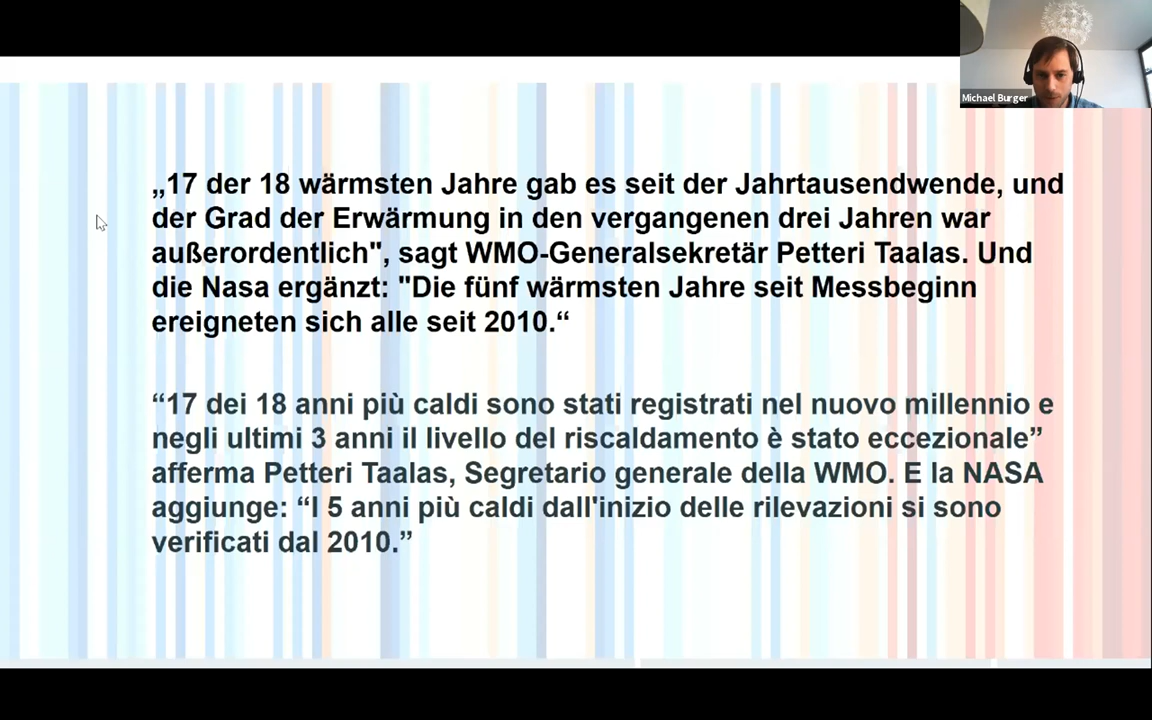 Michael Burger
„17 der 18 wärmsten Jahre gab es seit der Jahrtausendwende, und
der Grad der Erwärmung in den vergangenen drei Jahren war
außerordentlich", sagt WMO-Generalsekretär Petteri Taalas. Und
die Nasa ergänzt: "Die fünf wärmsten Jahre seit Messbeginn
ereigneten sich alle seit 2010.“
“17 dei 18 anni più caldi sono stati registrati nel nuovo millennio e
negli ultimi 3 anni il livello del riscaldamento è stato eccezionale”
afferma Petteri Taalas, Segretario generale della WMO. E la NASA
aggiunge: “I 5 anni più caldi dall'inizio delle rilevazioni si sono
verificati dal 2010.”